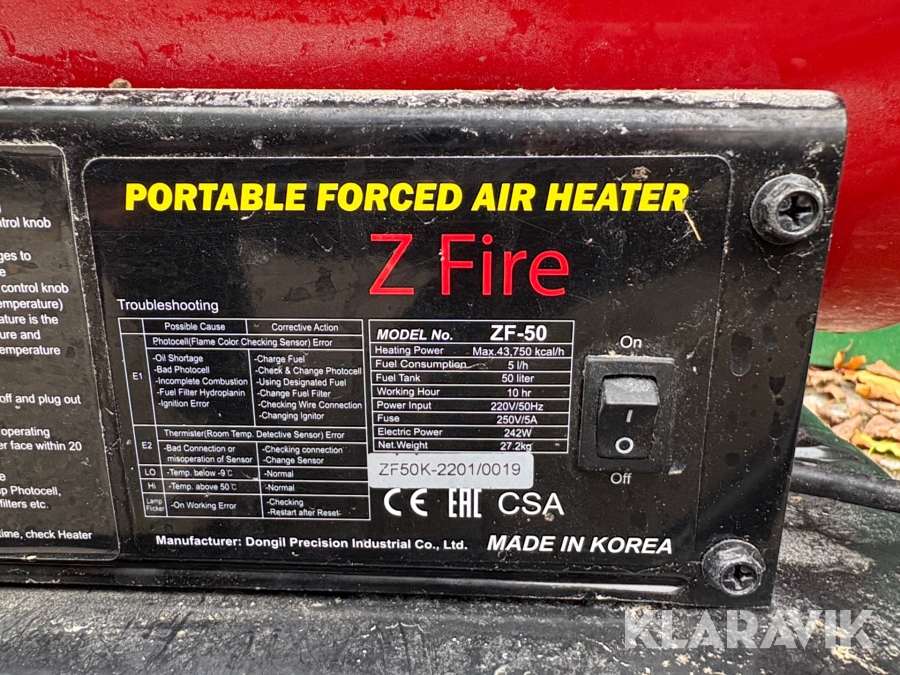 trol knob
ges to
e
control knob
emperature)
ature is the
ure and
temperature
off and plug out
operating
er face within 20
p Photocell,
filters etc.
time, check Heater
PORTABLE FORCED AIR HEATER
Z Fire
Troubleshooting
Possible Cause Corrective Action
Photocell(Flame Color Checking Sensor) Error
E1
-Oil Shortage -Charge Fuel
-Bad Photocell -Check & Change Photocell
-Incomplete Combustion -Using Designated Fuel
-Fuel Filter Hydroplanin -Change Fuel Filter
-Ignition Error -Checking Wire Connection
-Changing Ignitor
Thermister(Room Temp. Detective Sensor) Error
E2
-Bad Connection or -Checking connection
misoperation of Sensor -Change Sensor
LO -Temp. below -9℃ -Normal
Hi -Temp. above 50℃ -Normal
Lamp Flicker -On Working Error -Checking
-Restart after Reset
MODEL No. ZF-50
Heating Power Max.43,750 kcal/h
Fuel Consumption 5 l/h
Fuel Tank 50 liter
Working Hour 10 hr
Power Input 220V/50Hz
Fuse 250V/5A
Electric Power 242W
Net.Weight 27.2kg
ZF50K-2201/0019
CE EAC CSA
Manufacturer: Dongil Precision Industrial Co., Ltd. MADE IN KOREA
On
I
O
Off
KLARAVIK